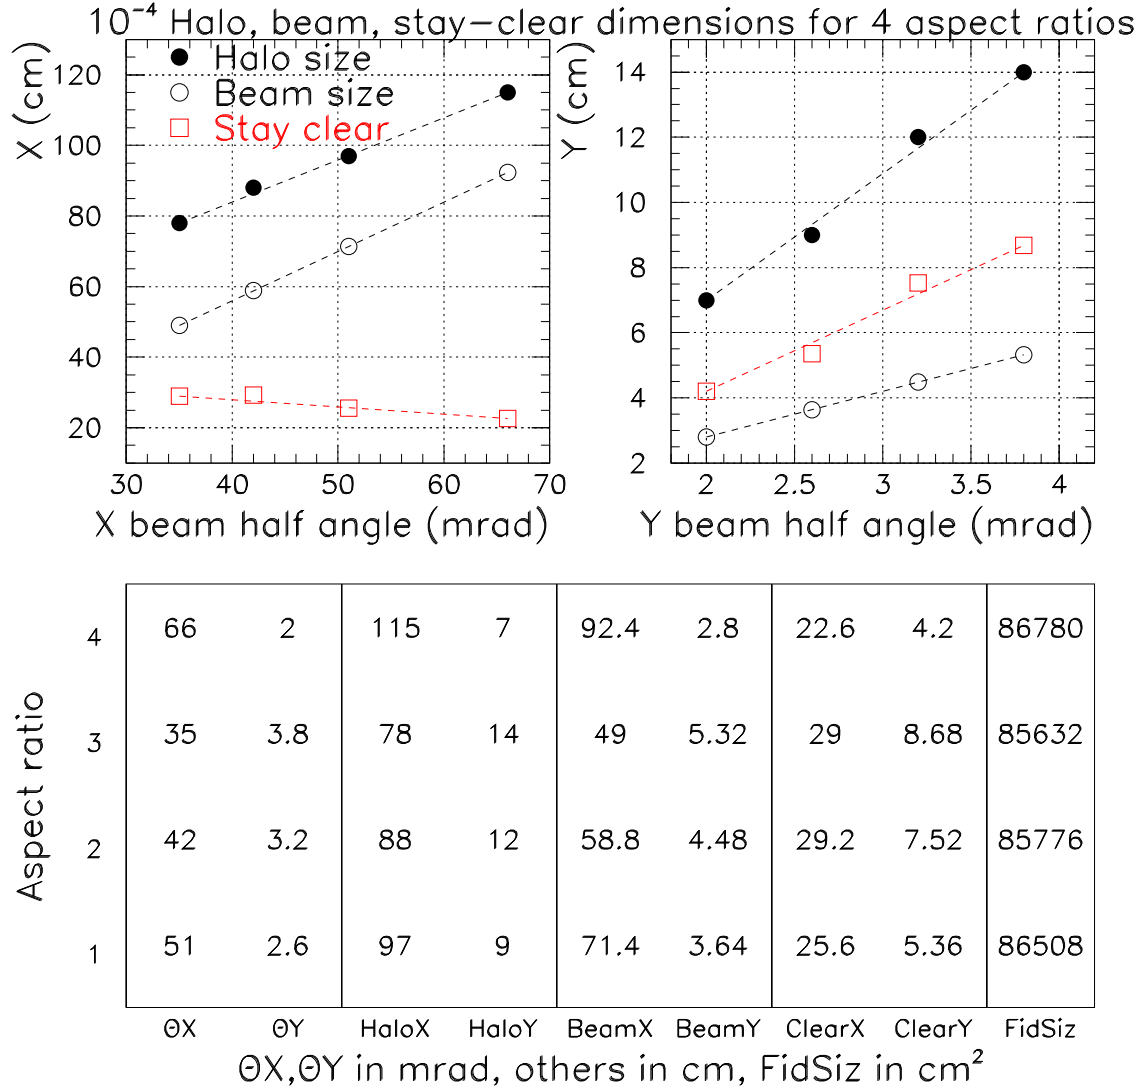 10⁻⁴ Halo, beam, stay-clear dimensions for 4 aspect ratios
X (cm)
120
100
80
60
40
20
Halo size
Beam size
Stay clear
30 40 50 60 70
X beam half angle (mrad)
Y (cm)
14
12
10
8
6
4
2
2 2.5 3 3.5 4
Y beam half angle (mrad)
Aspect ratio
4 66 2 115 7 92.4 2.8 22.6 4.2 86780
3 35 3.8 78 14 49 5.32 29 8.68 85632
2 42 3.2 88 12 58.8 4.48 29.2 7.52 85776
1 51 2.6 97 9 71.4 3.64 25.6 5.36 86508
ΘX ΘY HaloX HaloY BeamX BeamY ClearX ClearY FidSiz
ΘX,ΘY in mrad, others in cm, FidSiz in cm²